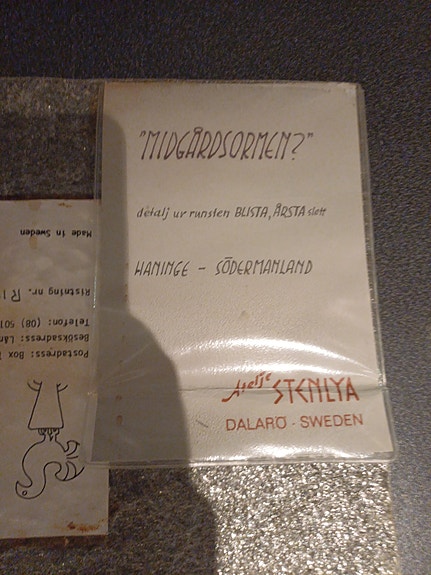 "MIDGÅRDSORMEN?"
detalj ur runsten BLISTA, ÅRSTA slott
HANINGE - SÖDERMANLAND
STENLYA
DALARÖ - SWEDEN
Made in Sweden
Ristning nr. R
Telefon: (08) 501
Besöksadress:
Postadress: Box